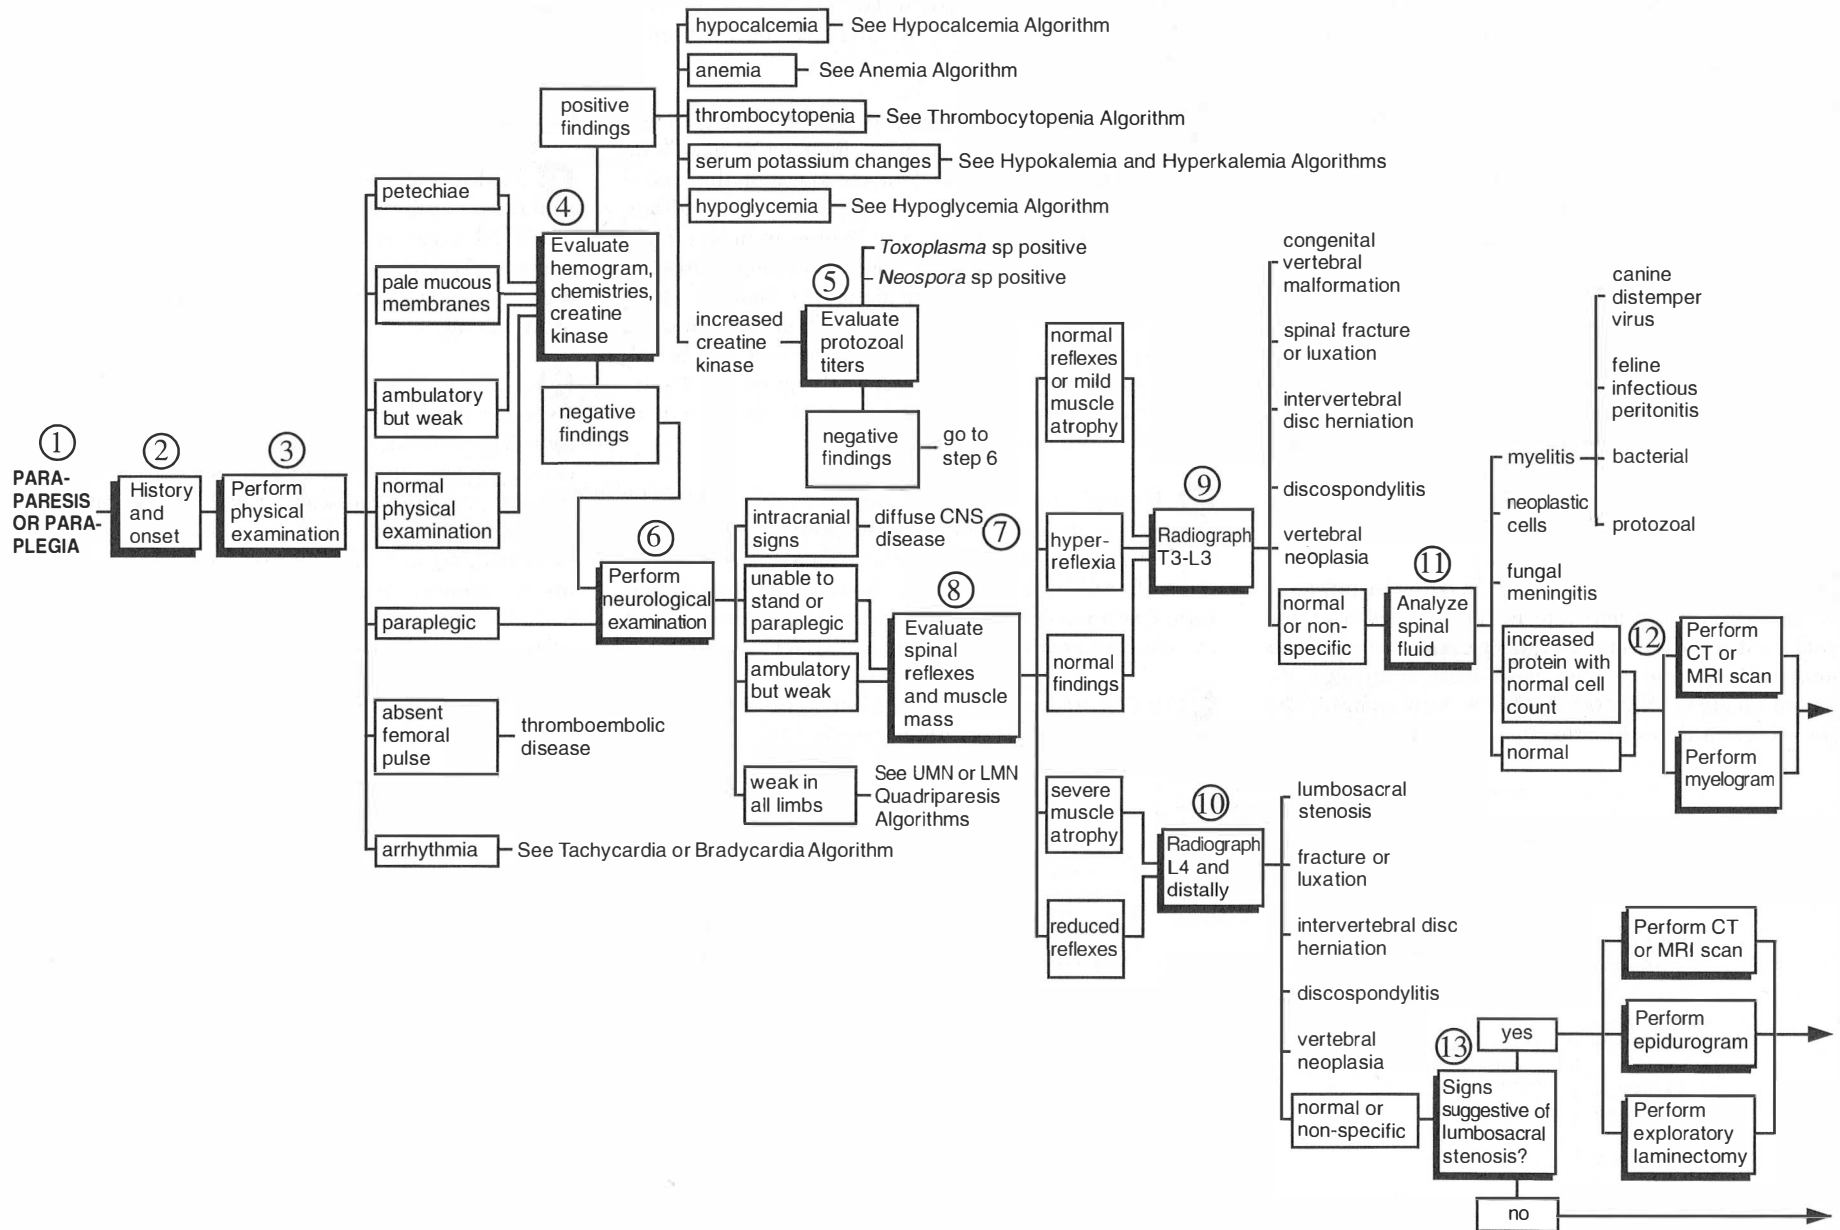 1
PARA-
PARESIS
OR PARA-
PLEGIA
2
History
and
onset
3
Perform
physical
examination
petechiae
pale mucous
membranes
ambulatory
but weak
normal
physical
examination
paraplegic
absent
femoral
pulse
thromboembolic
disease
arrhythmia
See Tachycardia or Bradycardia Algorithm
4
Evaluate
hemogram,
chemistries,
creatine
kinase
positive
findings
hypocalcemia
See Hypocalcemia Algorithm
anemia
See Anemia Algorithm
thrombocytopenia
See Thrombocytopenia Algorithm
serum potassium changes
See Hypokalemia and Hyperkalemia Algorithms
hypoglycemia
See Hypoglycemia Algorithm
increased
creatine
kinase
5
Evaluate
protozoal
titers
Toxoplasma sp positive
Neospora sp positive
negative
findings
go to
step 6
negative
findings
6
Perform
neurological
examination
intracranial
signs
diffuse CNS
disease
7
unable to
stand or
paraplegic
ambulatory
but weak
weak in
all limbs
See UMN or LMN
Quadriparesis
Algorithms
8
Evaluate
spinal
reflexes
and muscle
mass
normal
reflexes
or mild
muscle
atrophy
hyper-
reflexia
normal
findings
severe
muscle
atrophy
reduced
reflexes
9
Radiograph
T3-L3
congenital
vertebral
malformation
spinal fracture
or luxation
intervertebral
disc herniation
discospondylitis
vertebral
neoplasia
normal
or non-
specific
11
Analyze
spinal
fluid
myelitis
canine
distemper
virus
feline
infectious
peritonitis
bacterial
protozoal
neoplastic
cells
fungal
meningitis
increased
protein with
normal cell
count
normal
12
Perform
CT or
MRI scan
Perform
myelogram
10
Radiograph
L4 and
distally
lumbosacral
stenosis
fracture or
luxation
intervertebral disc
herniation
discospondylitis
vertebral
neoplasia
normal or
non-specific
13
Signs
suggestive of
lumbosacral
stenosis?
yes
Perform CT
or MRI scan
Perform
epidurogram
Perform
exploratory
laminectomy
no